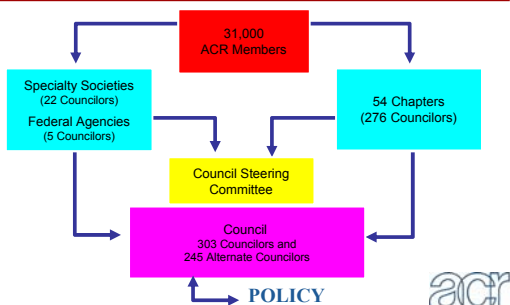 31,000
ACR Members
Specialty Societies
(22 Councilors)
Federal Agencies
(5 Councilors)
54 Chapters
(276 Councilors)
Council Steering
Committee
Council
303 Councilors and
245 Alternate Councilors
POLICY
acr